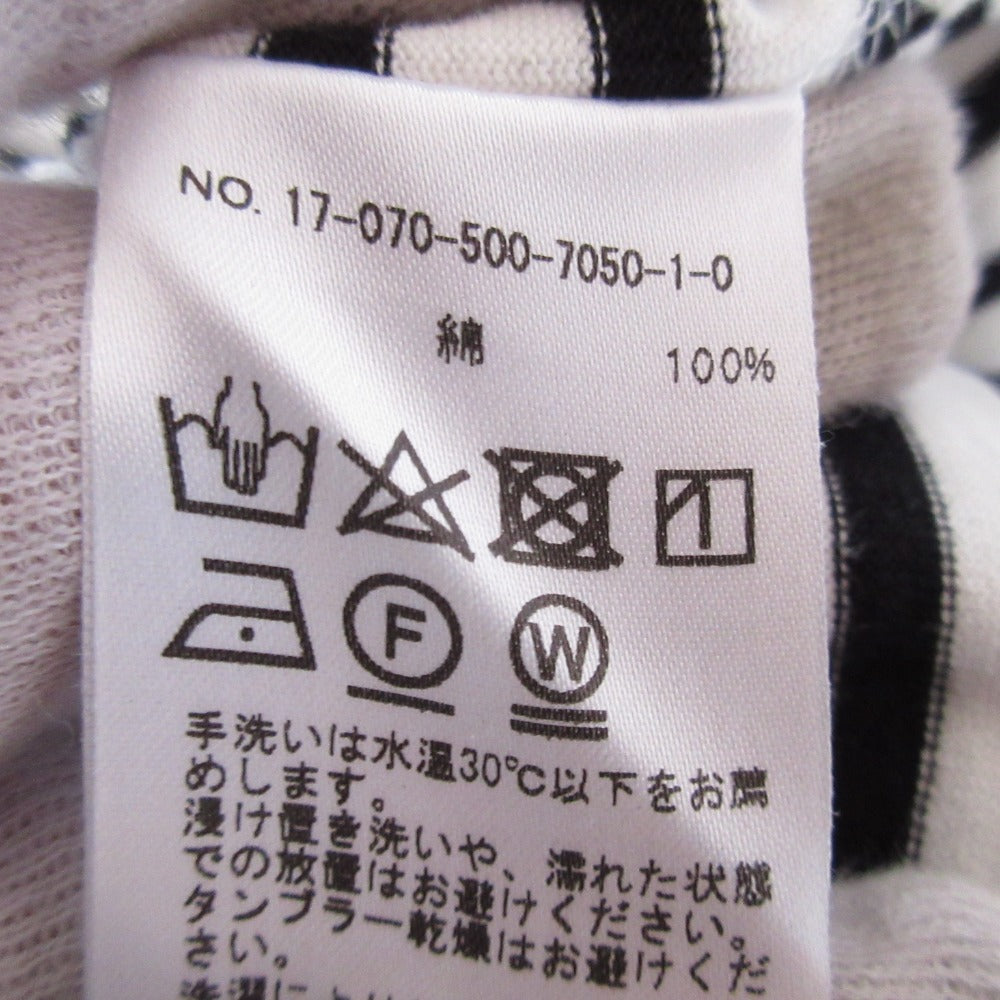 NO. 17-070-500-7050-1-0
綿 100%
F W
手洗いは水温30℃以下をお薦
めします。
浸け置き洗いや、濡れた状態
での放置はお避けください。
タンブラー乾燥はお避けくだ
さい。